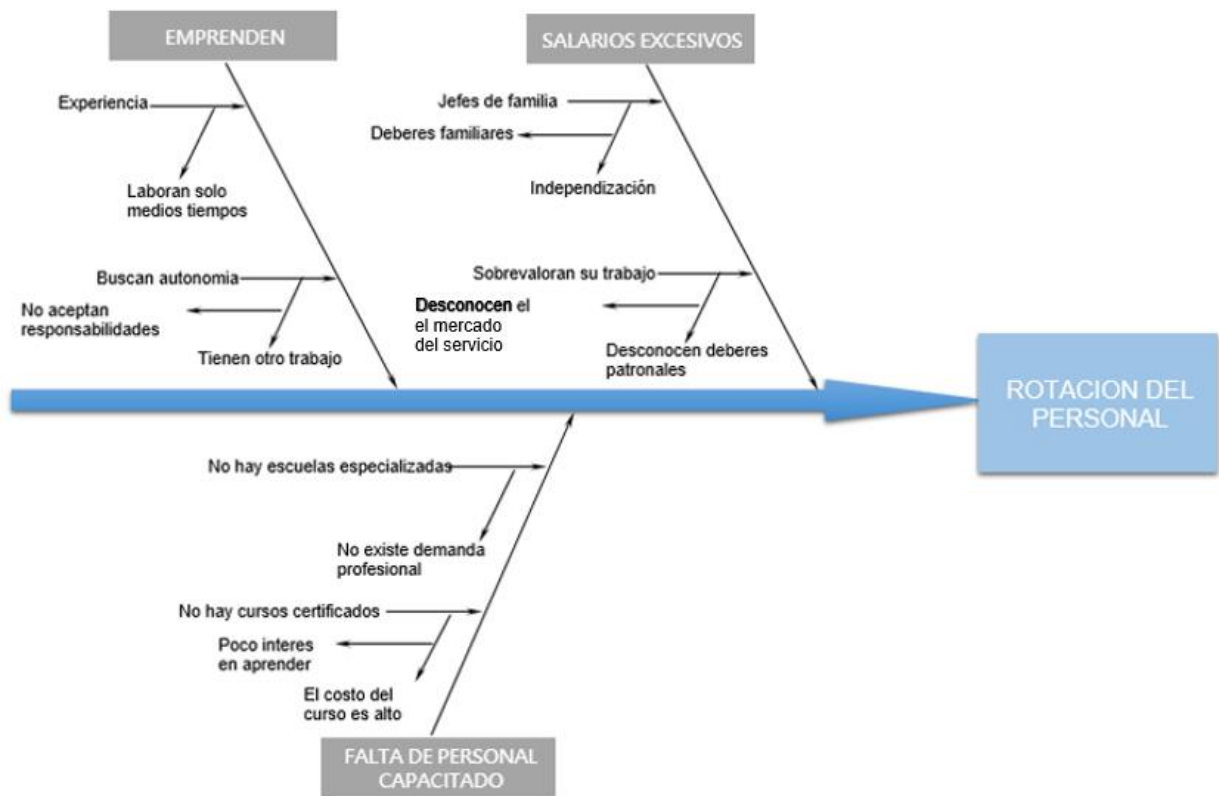 EMPRENDEN
SALARIOS EXCESIVOS
Experiencia
Laboran solo
medios tiempos
Buscan autonomia
No aceptan
responsabilidades
Tienen otro trabajo
Jefes de familia
Deberes familiares
Independización
Sobrevaloran su trabajo
Desconocen el
el mercado
del servicio
Desconocen deberes
patronales
ROTACION DEL
PERSONAL
No hay escuelas especializadas
No existe demanda
profesional
No hay cursos certificados
Poco interes
en aprender
El costo del
curso es alto
FALTA DE PERSONAL
CAPACITADO